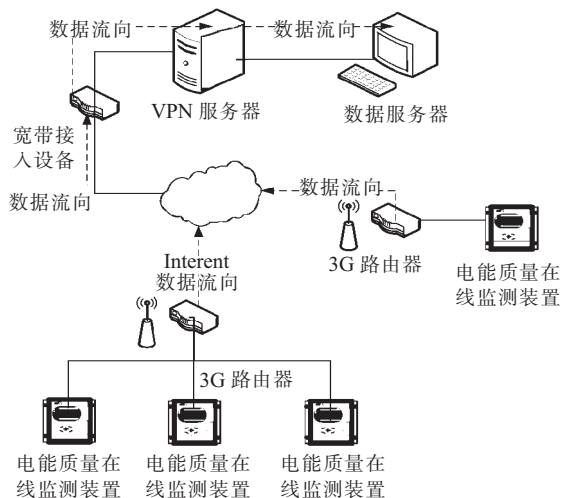 数据流向
数据流向
VPN 服务器
数据服务器
宽带接
入设备
数据流向
数据流向
3G 路由器
电能质量在
线监测装置
Interent
数据流向
3G 路由器
电能质量在
线监测装置
电能质量在
线监测装置
电能质量在
线监测装置